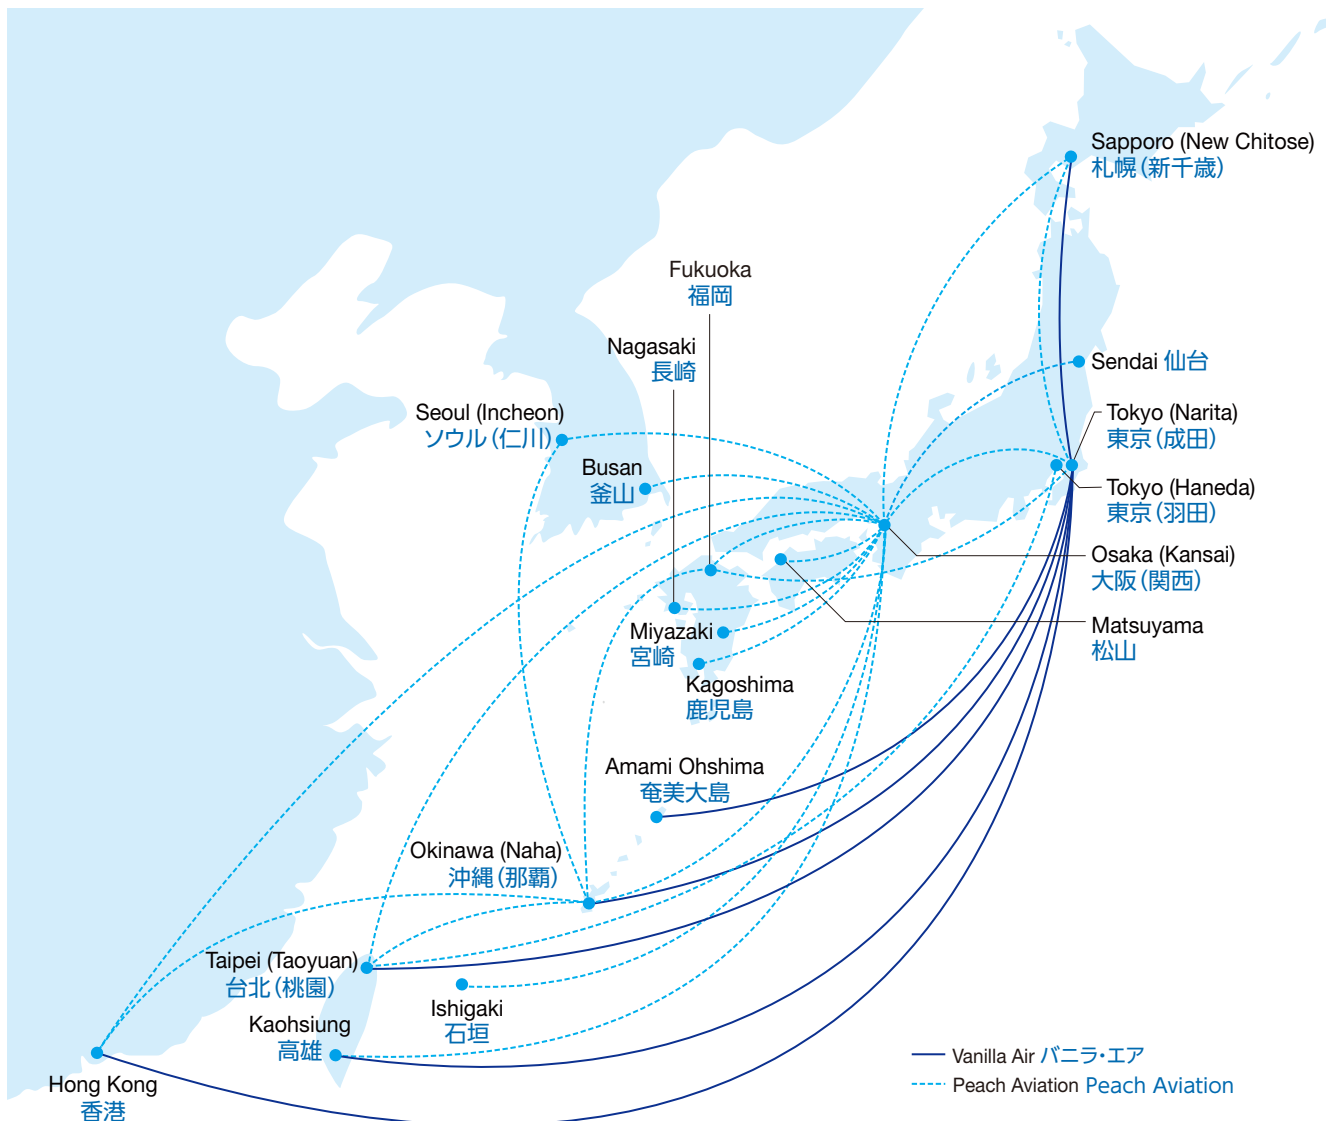 Sapporo (New Chitose)
札幌（新千歳）
Fukuoka
福岡
Nagasaki
長崎
Sendai 仙台
Seoul (Incheon)
ソウル（仁川）
Tokyo (Narita)
東京（成田）
Busan
釜山
Tokyo (Haneda)
東京（羽田）
Osaka (Kansai)
大阪（関西）
Matsuyama
松山
Miyazaki
宮崎
Kagoshima
鹿児島
Amami Ohshima
奄美大島
Okinawa (Naha)
沖縄（那覇）
Taipei (Taoyuan)
台北（桃園）
Ishigaki
石垣
Kaohsiung
高雄
Hong Kong
香港
Vanilla Air バニラ・エア
Peach Aviation Peach Aviation